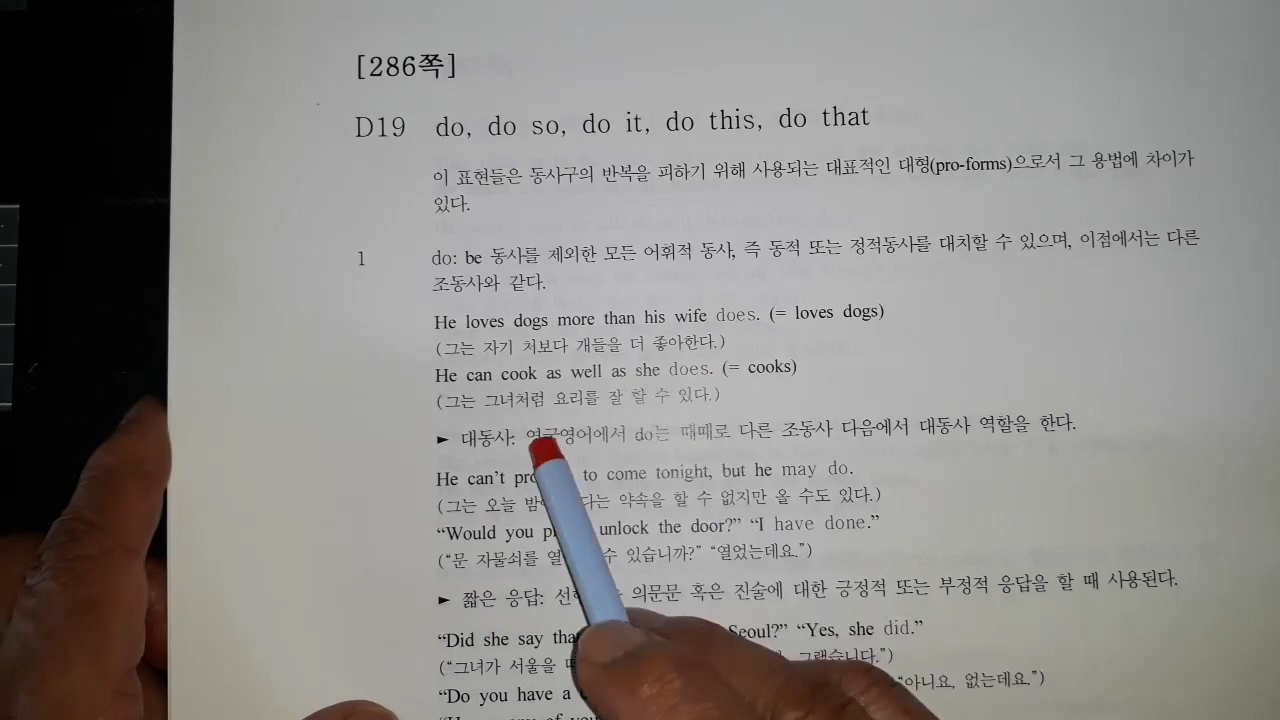 [286쪽]
D19 do, do so, do it, do this, do that
이 표현들은 동사구의 반복을 피하기 위해 사용되는 대표적인 대형(pro-forms)으로서 그 용법에 차이가
있다.
1 do: be 동사를 제외한 모든 어휘적 동사, 즉 동적 또는 정적동사를 대치할 수 있으며, 이점에서는 다른
조동사와 같다.
He loves dogs more than his wife does. (= loves dogs)
(그는 자기 처보다 개들을 더 좋아한다.)
He can cook as well as she does. (= cooks)
(그는 그녀처럼 요리를 잘 할 수 있다.)
► 대동사: 영국영어에서 do는 때때로 다른 조동사 다음에서 대동사 역할을 한다.
He can't to come tonight, but he may do.
(그는 오늘 다는 약속을 할 수 없지만 올 수도 있다.)
“Would you unlock the door?” “I have done.”
(“문 자물쇠를 수 있습니까?” “열었는데요.”)
► 짧은 응답: 의문문 혹은 진술에 대한 긍정적 또는 부정적 응답을 할 때 사용된다.
“Did she say Seoul?” “Yes, she did.”
(“그녀가 서울을 그랬습니다.”)
“Do you have a
“아니요, 없는데요.”)